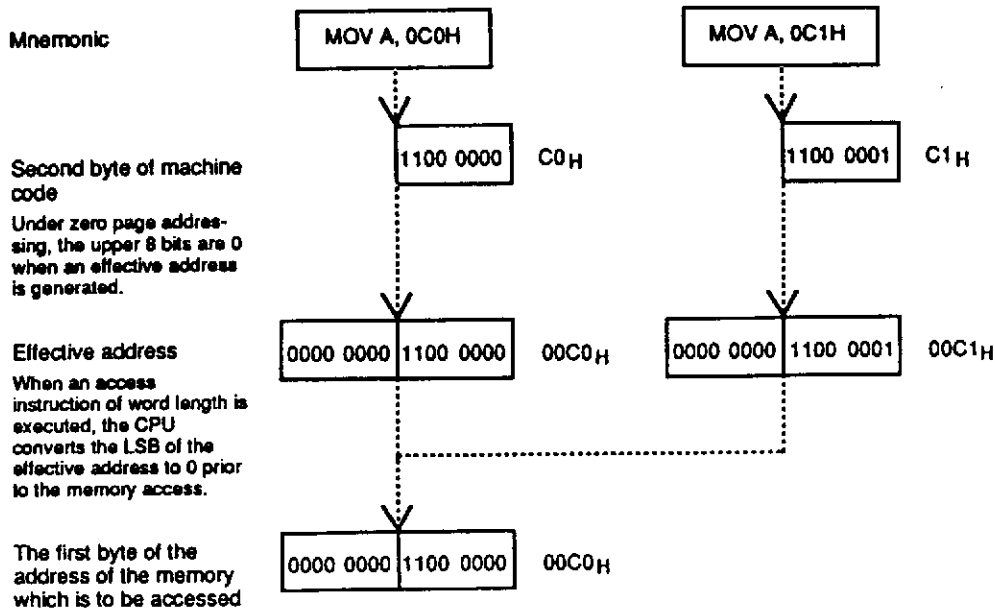 Mnemonic
MOV A, 0C0H
MOV A, 0C1H
Second byte of machine
code
1100 0000
C0H
1100 0001
C1H
Under zero page addres-
sing, the upper 8 bits are 0
when an effective address
is generated.
Effective address
0000 0000 1100 0000
00C0H
0000 0000 1100 0001
00C1H
When an access
instruction of word length is
executed, the CPU
converts the LSB of the
effective address to 0 prior
to the memory access.
The first byte of the
address of the memory
which is to be accessed
0000 0000 1100 0000
00C0H